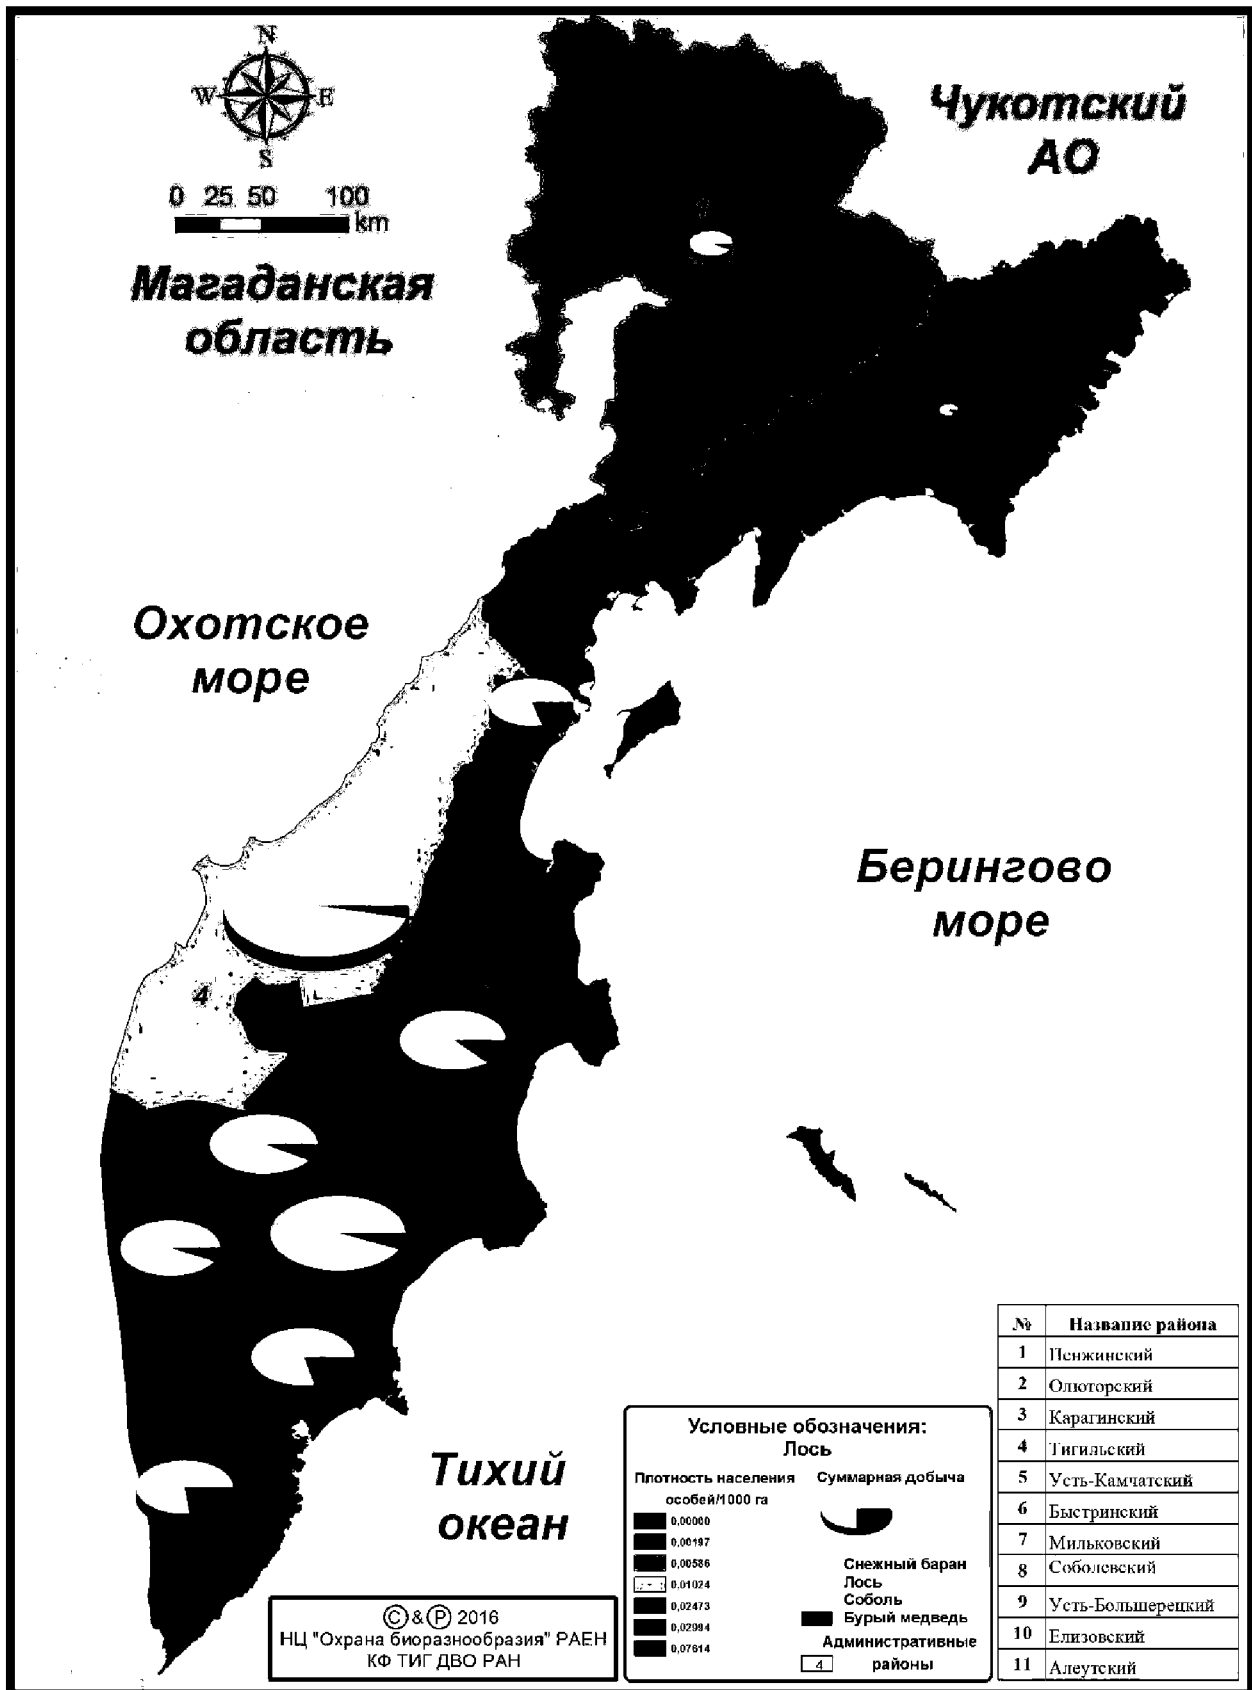 N
W E
S
0 25 50 100
km
Чукотский
АО
Магаданская
область
Охотское
море
Берингово
море
4
Тихий
океан
№ Название района
1 Пенжинский
2 Олюторский
3 Карагинский
4 Тигильский
5 Усть-Камчатский
6 Быстринский
7 Мильковский
8 Соболевский
9 Усть-Большерецкий
10 Елизовский
11 Алеутский
Условные обозначения:
Лось
Плотность населения
особей/1000 га
0,00000
0,00197
0,00586
0,01024
0,02473
0,02994
0,07614
Суммарная добыча
Снежный баран
Лось
Соболь
Бурый медведь
Административные
4 районы
©&℗ 2016
НЦ "Охрана биоразнообразия" РАЕН
КФ ТИГ ДВО РАН